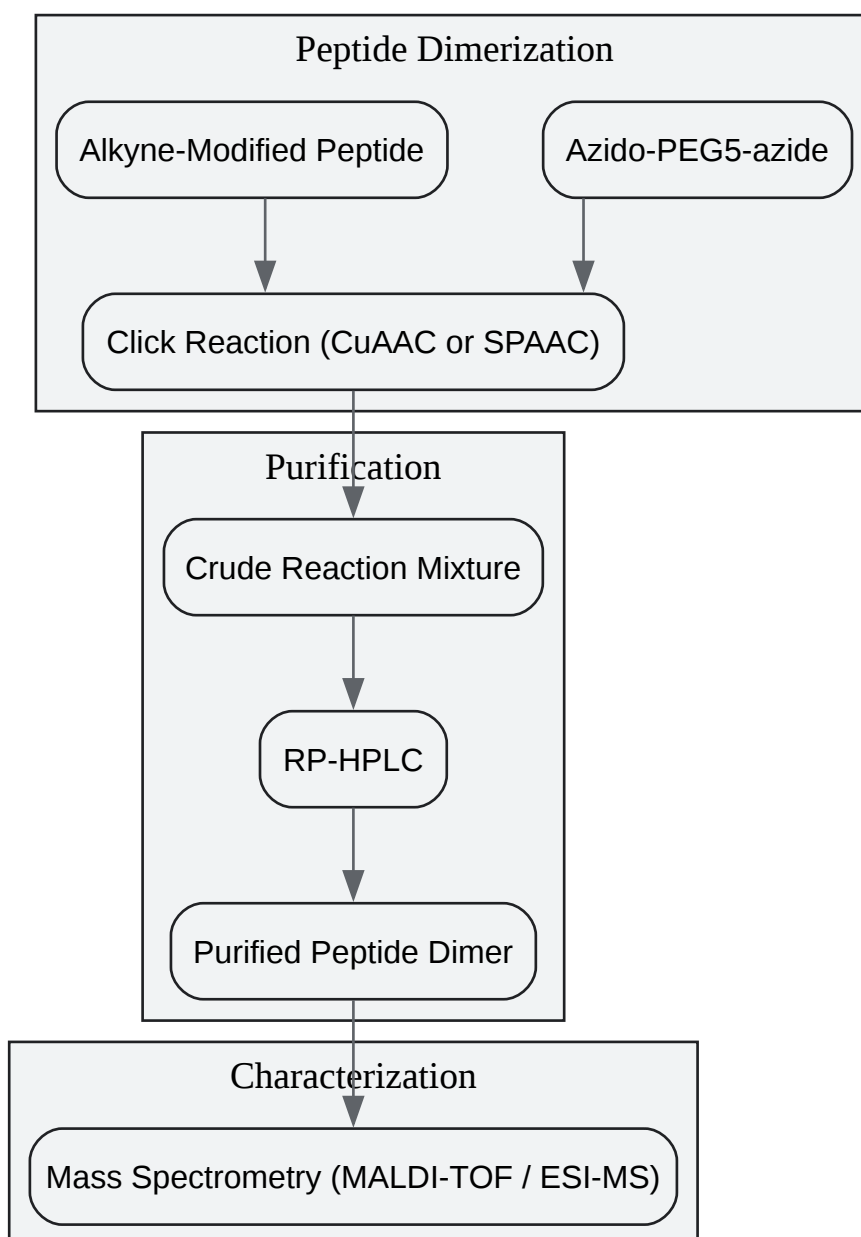 Peptide Dimerization
Alkyne-Modified Peptide
Azido-PEG5-azide
Click Reaction (CuAAC or SPAAC)
Purification
Crude Reaction Mixture
RP-HPLC
Purified Peptide Dimer
Characterization
Mass Spectrometry (MALDI-TOF / ESI-MS)